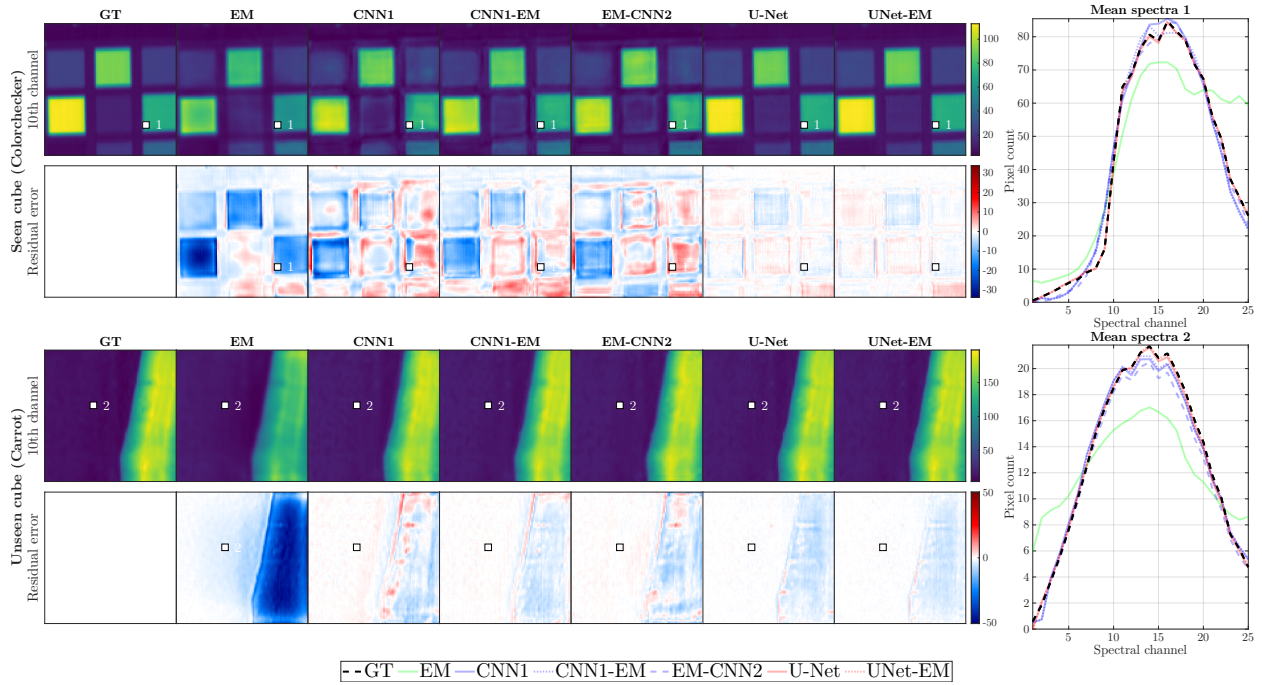 GT EM CNN1 CNN1-EM EM-CNN2 U-Net UNet-EM
Seen cube (Colorchecker)
10th channel
1 1 1 1 1 1 1
100
80
60
40
20
Residual error
1
30
20
10
0
-10
-20
-30
Mean spectra 1
Pixel count
80
70
60
50
40
30
20
10
0
5 10 15 20 25
Spectral channel
GT EM CNN1 CNN1-EM EM-CNN2 U-Net UNet-EM
Unseen cube (Carrot)
10th channel
2 2 2 2 2 2 2
150
100
50
Residual error
50
0
-50
Mean spectra 2
Pixel count
20
18
16
14
12
10
8
6
4
2
0
5 10 15 20 25
Spectral channel
GT EM CNN1 CNN1-EM EM-CNN2 U-Net UNet-EM